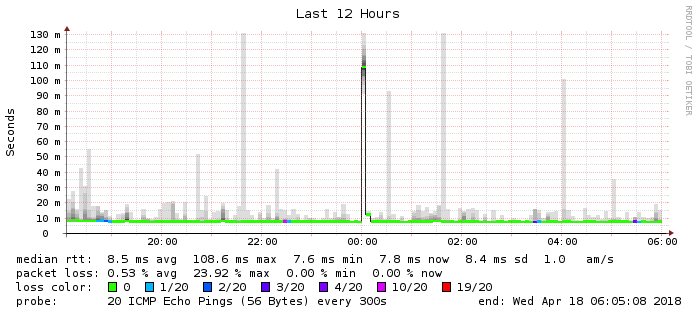 Last 12 Hours
RRDTOOL / TOBI OETIKER
Seconds
130 m
120 m
110 m
100 m
90 m
80 m
70 m
60 m
50 m
40 m
30 m
20 m
10 m
0
20:00 22:00 00:00 02:00 04:00 06:00
median rtt: 8.5 ms avg 108.6 ms max 7.6 ms min 7.8 ms now 8.4 ms sd 1.0 am/s
packet loss: 0.53 % avg 23.92 % max 0.00 % min 0.00 % now
loss color: 0 1/20 2/20 3/20 4/20 10/20 19/20
probe: 20 ICMP Echo Pings (56 Bytes) every 300s end: Wed Apr 18 06:05:08 2018